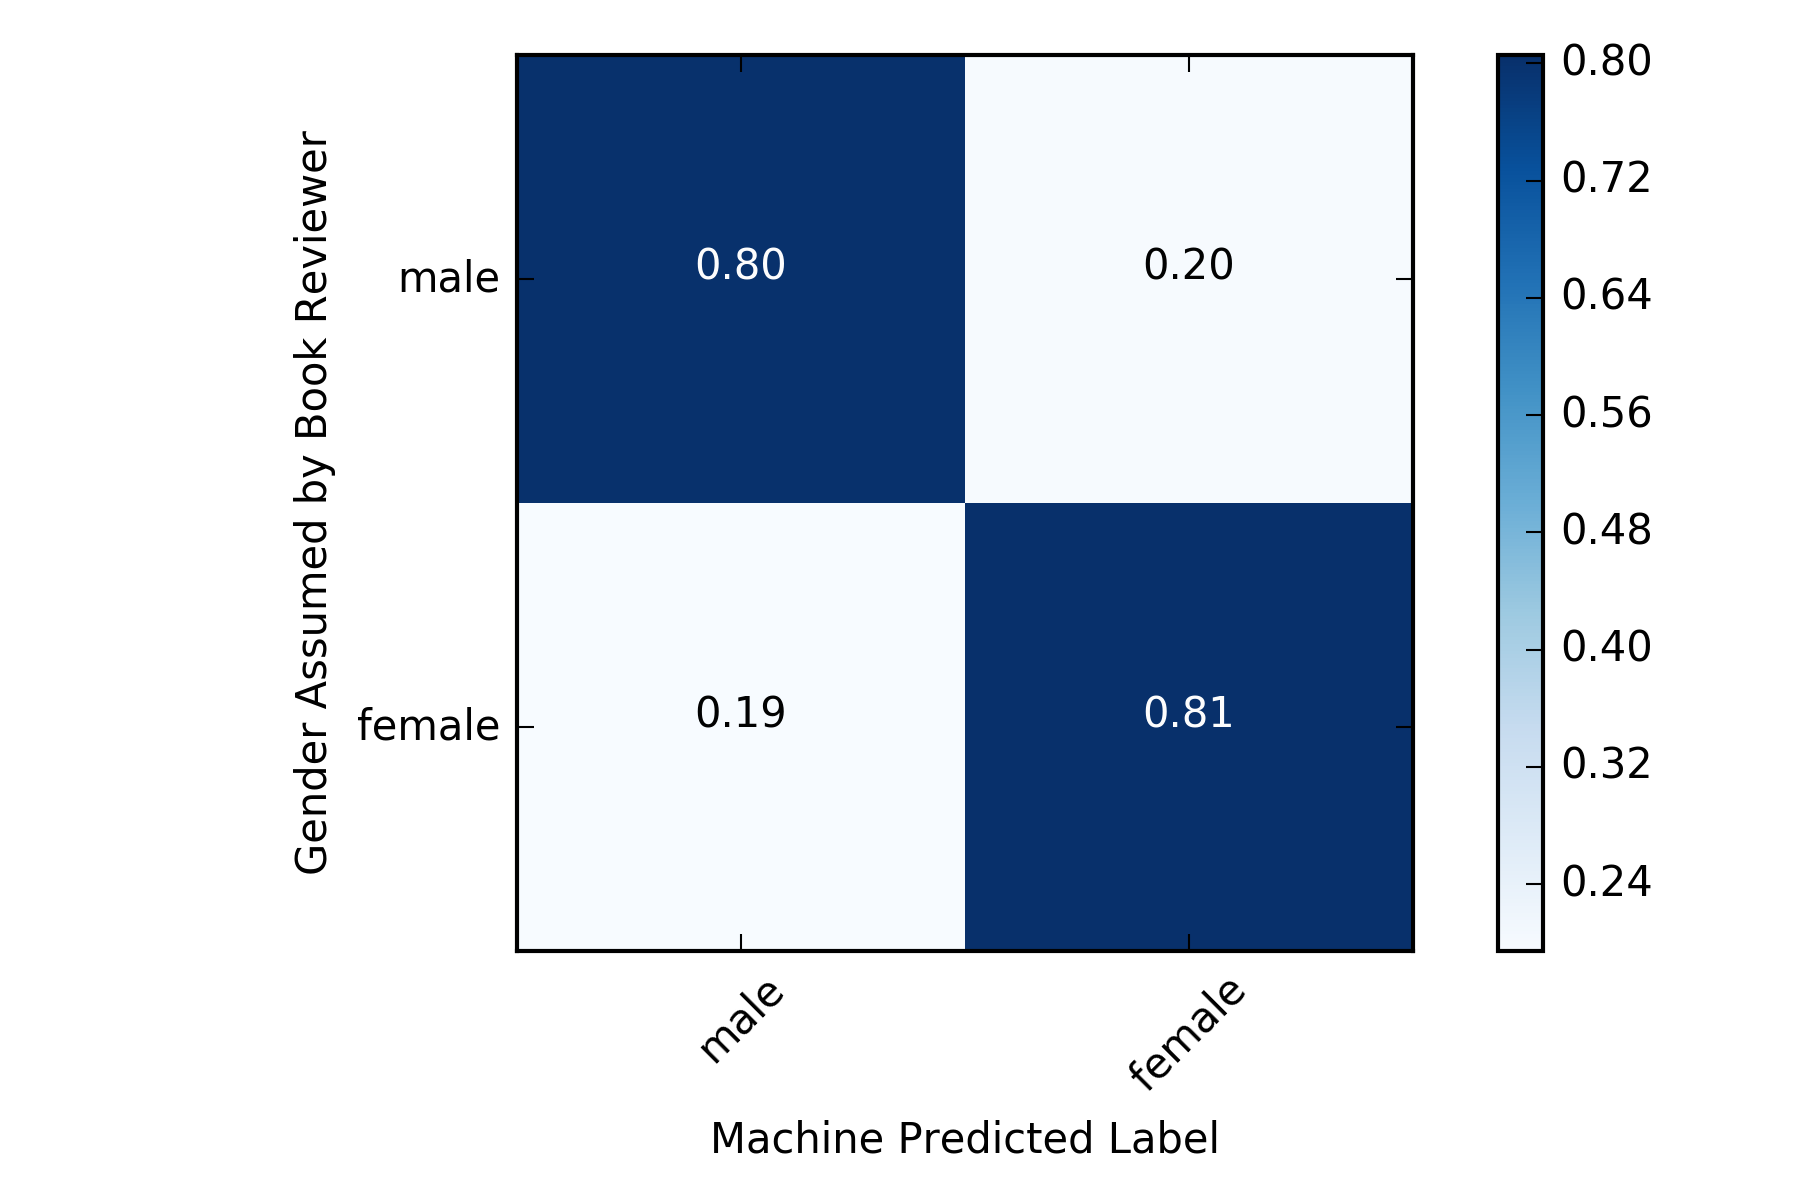 Gender Assumed by Book Reviewer
male
female
0.80
0.20
0.19
0.81
male
female
Machine Predicted Label
0.80
0.72
0.64
0.56
0.48
0.40
0.32
0.24